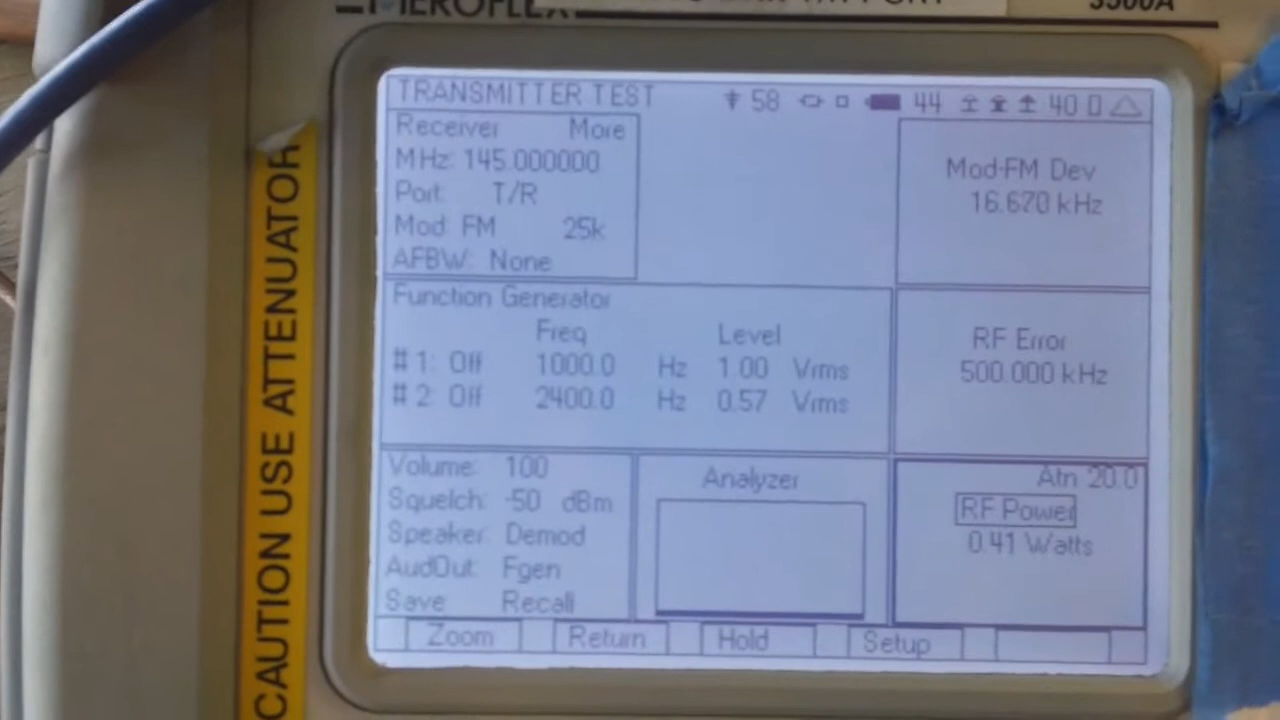 3500A
CAUTION USE ATTENUATOR
TRANSMITTER TEST 58 44 40
Receiver More
MHz: 145.000000
Port: T/R
Mod: FM 25k
AFBW: None
Mod-FM Dev
16.670 kHz
Function Generator
Freq Level
#1: Off 1000.0 Hz 1.00 Vrms
#2: Off 2400.0 Hz 0.57 Vrms
RF Error
500.000 kHz
Volume: 100
Squelch: -50 dBm
Speaker: Demod
AudOut: Fgen
Save Recall
Analyzer
Atn 20.0
RF Power
0.41 Watts
Zoom Return Hold Setup